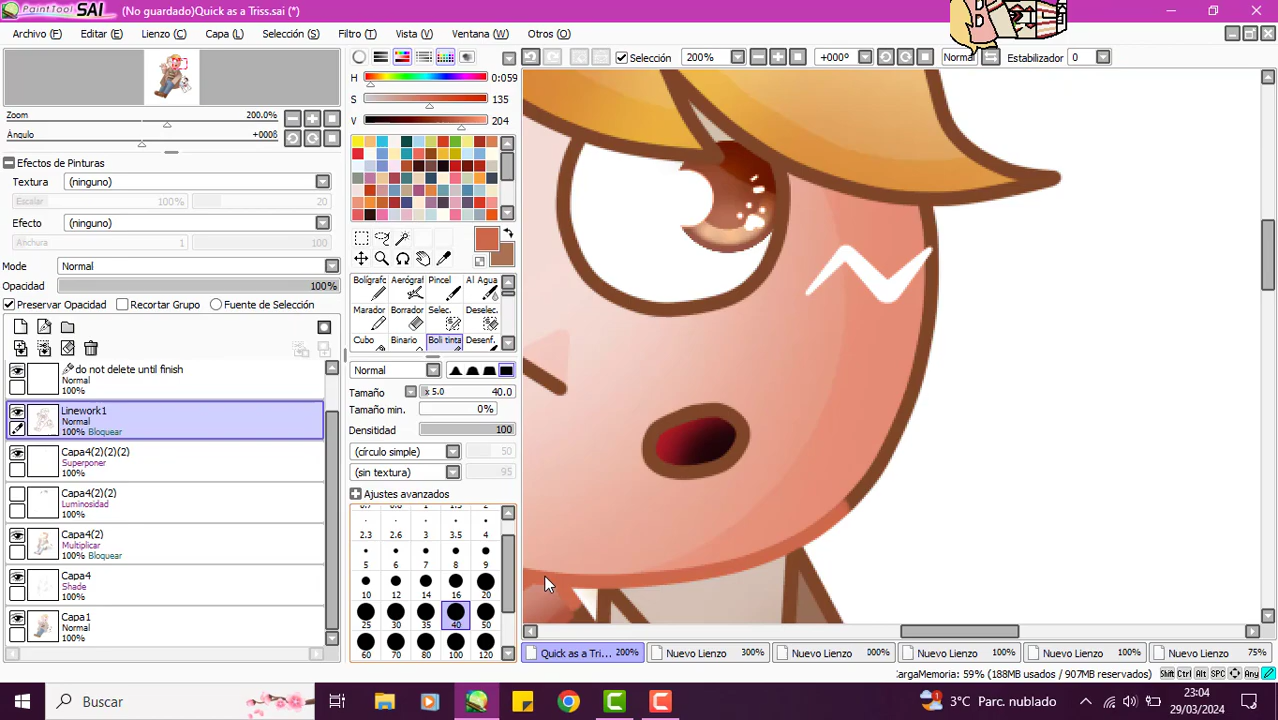 PaintTool SAI (No guardado)Quick as a Triss.sai (*)
Archivo (F) Editar (E) Lienzo (C) Capa (L) Selección (S) Filtro (T) Vista (V) Ventana (W) Otros (O)
Selección 200% +000° Normal Estabilizador 0
Zoom 200.0%
Ángulo +000ß
Efectos de Pinturas
Textura (ninguno)
Escalar 100% 20
Efecto (ninguno)
Anchura 1 100
Modo Normal
Opacidad 100%
Preservar Opacidad Recortar Grupo Fuente de Selección
do not delete until finish
Normal
100%
Linework1
Normal
100% Bloquear
Capa4(2)(2)(2)
Superponer
100%
Capa4(2)(2)
Luminosidad
100%
Capa4(2)
Multiplicar
100% Bloquear
Capa4
Shade
100%
Capa1
Normal
100%
H 0:059
S 135
V 204
Bolígraf Aerógraf Pincel Al Agua
Marador Borrador Selec. Deselec.
Cubo Binario Boli tinta Desenf.
Normal
Tamaño x 5.0 40.0
Tamaño min. 0%
Densidad 100
(círculo simple) 50
(sin textura) 95
Ajustes avanzados
2.3 2.6 3 3.5 4
5 6 7 8 9
10 12 14 16 20
25 30 35 40 50
60 70 80 100 120
Quick as a Tri... 200% Nuevo Lienzo 300% Nuevo Lienzo 000% Nuevo Lienzo 100% Nuevo Lienzo 100% Nuevo Lienzo 75%
CargaMemoria: 59% (188MB usados / 907MB reservados) Shift Ctrl Alt SPC Any
Buscar
3°C Parc. nublado
23:04
29/03/2024